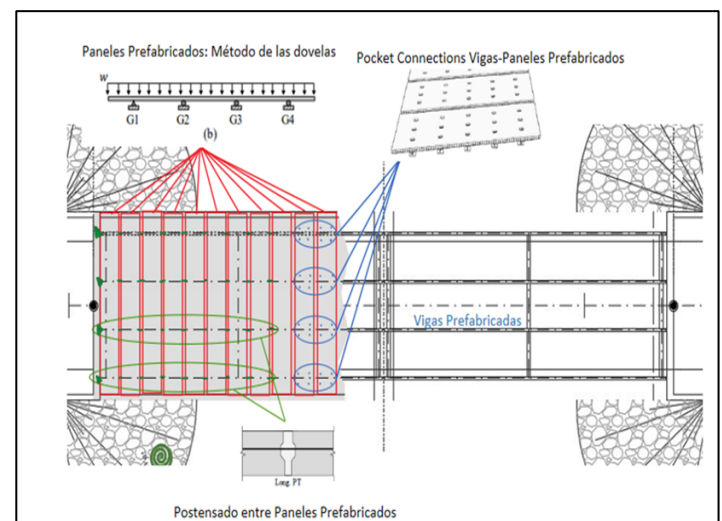 Paneles Prefabricados: Método de las dovelas
Pocket Connections Vigas-Paneles Prefabricados
w
G1 G2 G3 G4
(b)
Vigas Prefabricadas
Long. PT
Postensado entre Paneles Prefabricados